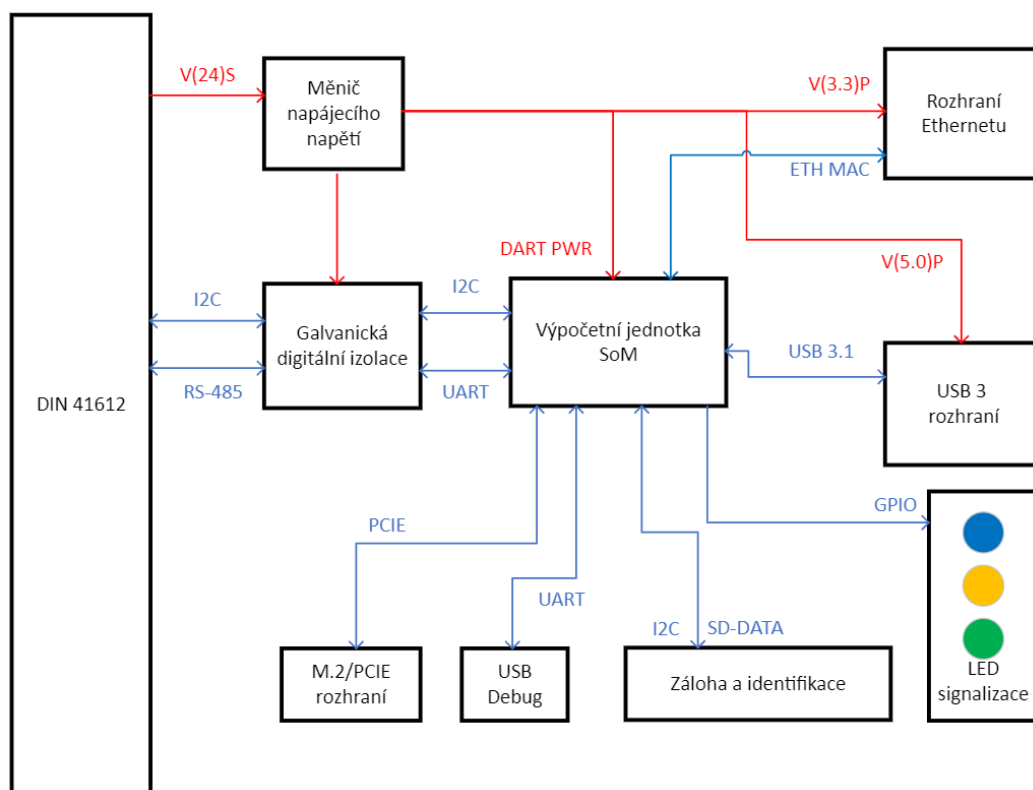 V(24)S
Měnič
napájecího
napětí
V(3.3)P
Rozhraní
Ethernetu
ETH MAC
DART PWR
V(5.0)P
I2C
I2C
Galvanická
digitální izolace
Výpočetní jednotka
SoM
USB 3.1
RS-485
UART
DIN 41612
USB 3
rozhraní
GPIO
PCIE
UART
I2C
SD-DATA
M.2/PCIE
rozhraní
USB
Debug
Záloha a identifikace
LED
signalizace